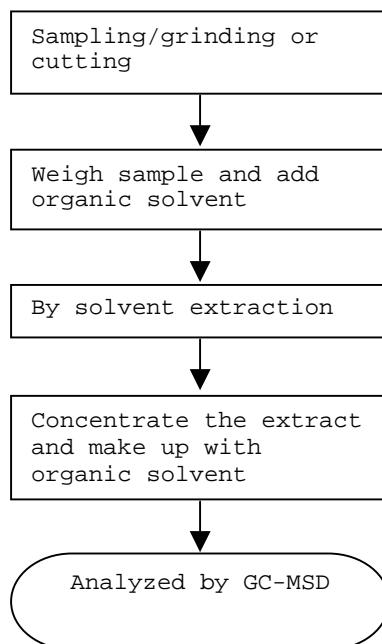 Sampling/grinding or
cutting
Weigh sample and add
organic solvent
By solvent extraction
Concentrate the extract
and make up with
organic solvent
Analyzed by GC-MSD